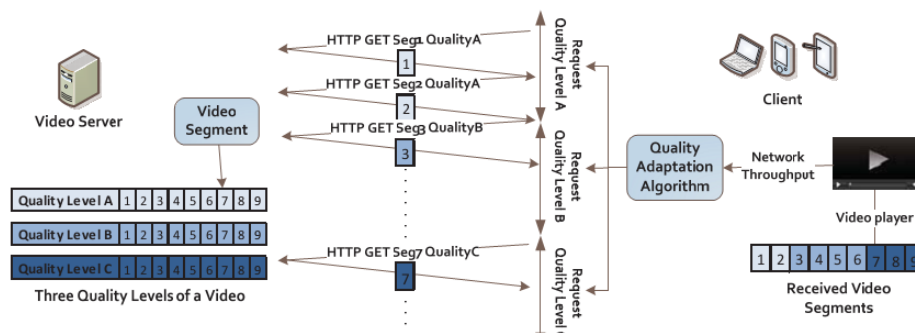 Video Server
Video
Segment
Quality Level A 1 2 3 4 5 6 7 8 9
Quality Level B 1 2 3 4 5 6 7 8 9
Quality Level C 1 2 3 4 5 6 7 8 9
Three Quality Levels of a Video
HTTP GET Seg1 QualityA
1
HTTP GET Seg2 QualityA
2
HTTP GET Seg3 QualityB
3
HTTP GET Seg7 QualityC
7
Request
Quality Level A
Request
Quality Level B
Request
Quality Level
Quality
Adaptation
Algorithm
Client
Network
Throughput
Video player
1 2 3 4 5 6 7 8 9
Received Video
Segments